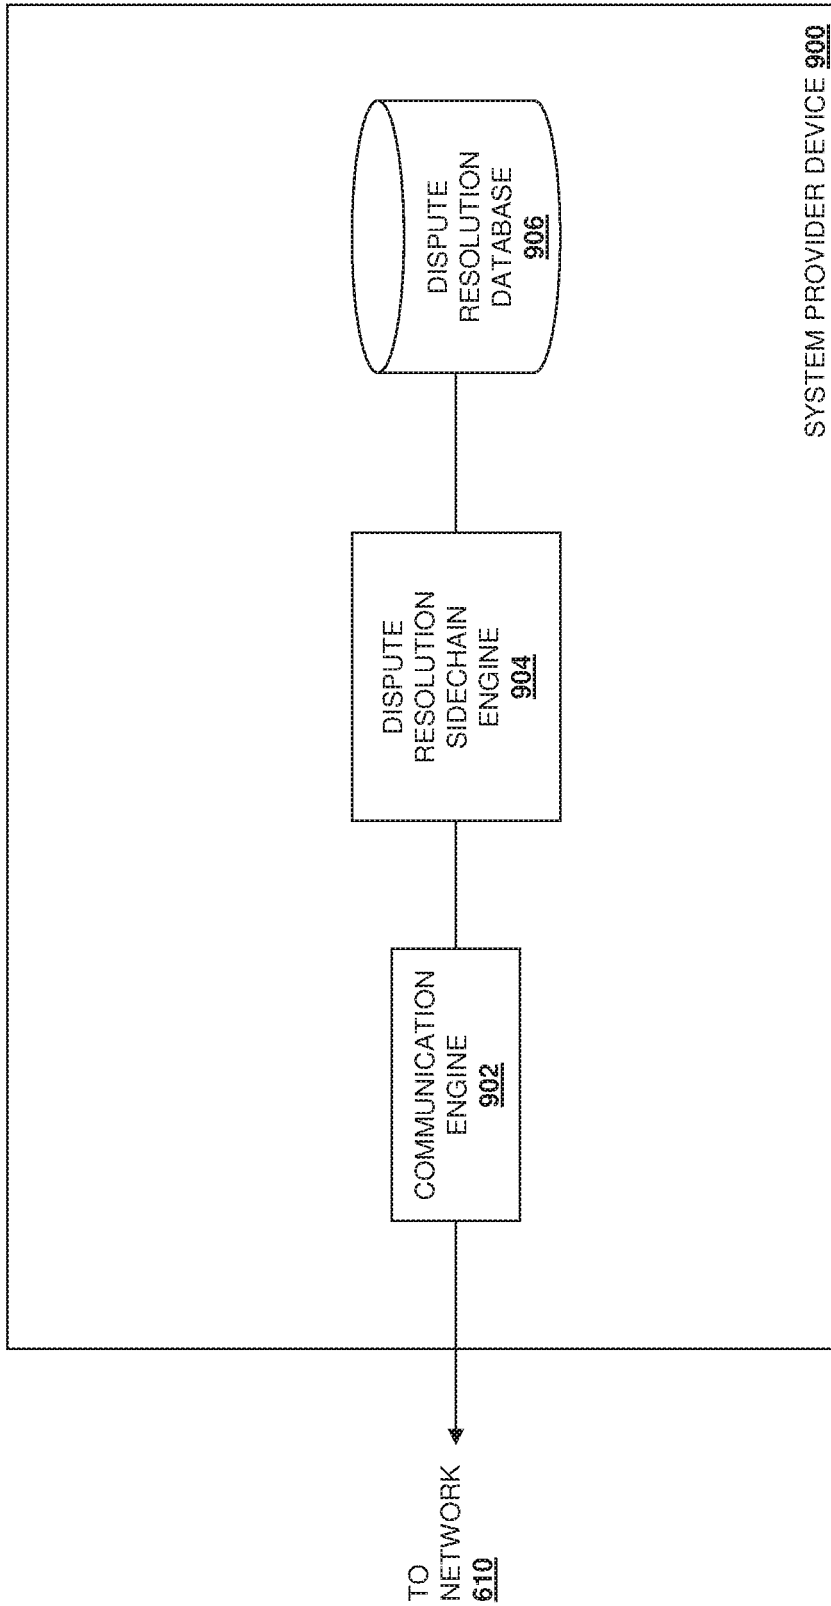 TO
NETWORK
610
COMMUNICATION
ENGINE
902
DISPUTE
RESOLUTION
SIDECHAIN
ENGINE
904
DISPUTE
RESOLUTION
DATABASE
906
SYSTEM PROVIDER DEVICE 900